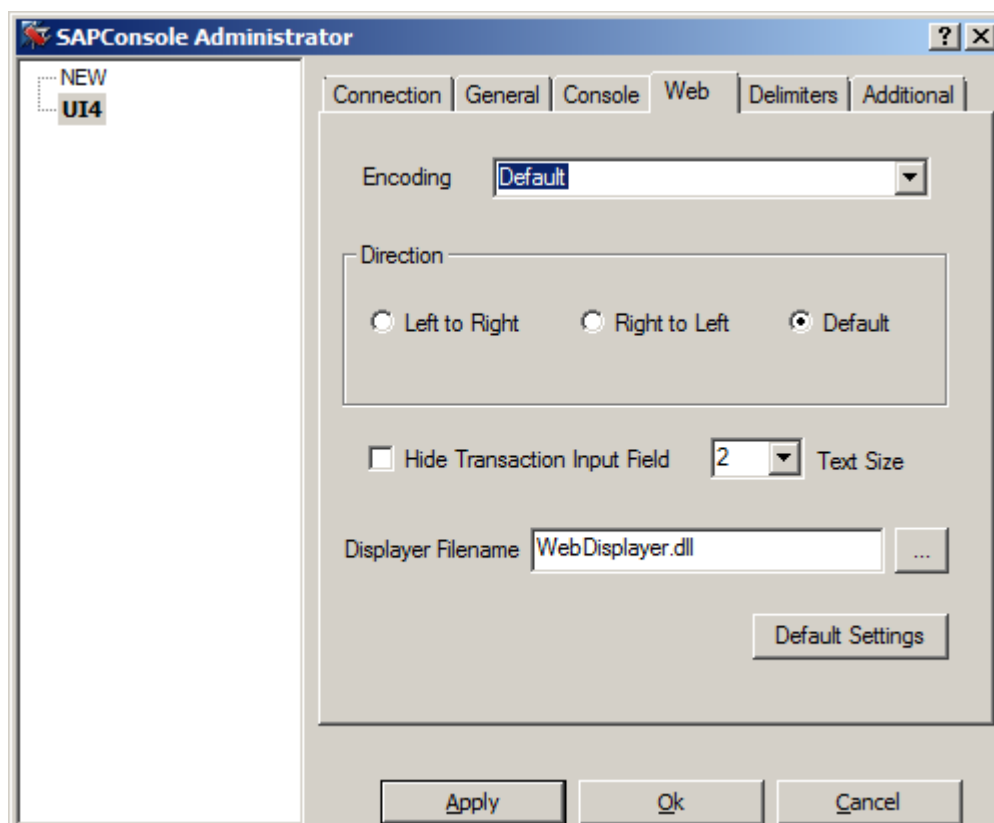 SAPConsole Administrator
NEW
UI4
Connection General Console Web Delimiters Additional
Encoding Default
Direction
Left to Right Right to Left Default
Hide Transaction Input Field 2 Text Size
Displayer Filename WebDisplayer.dll ...
Default Settings
Apply Ok Cancel